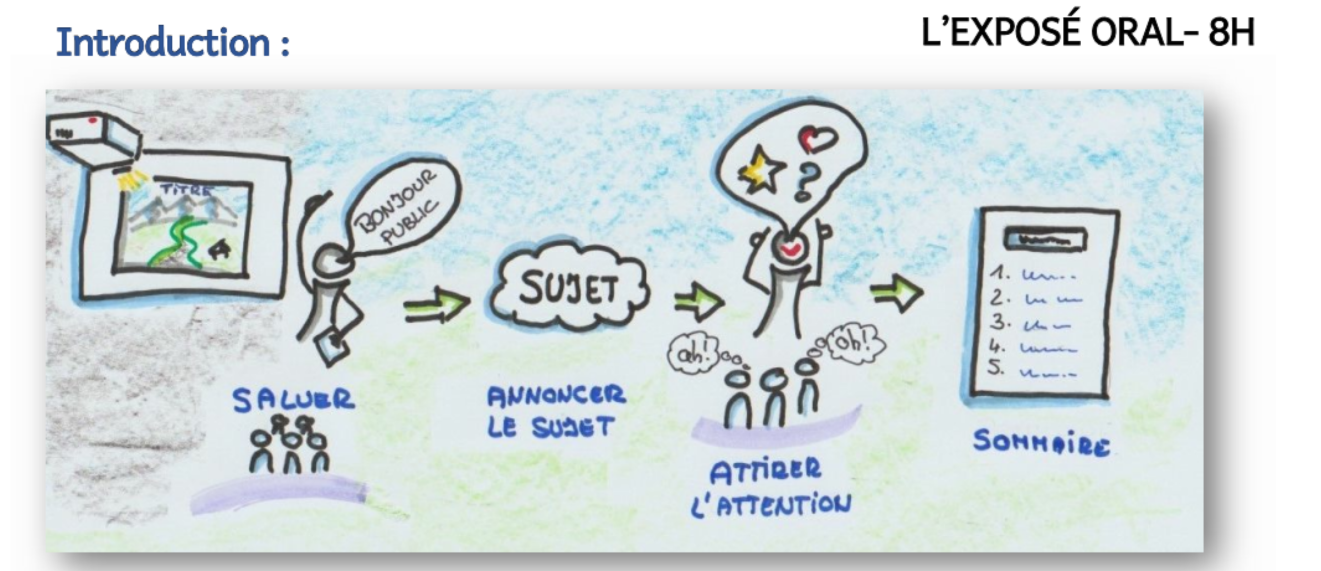 Introduction :
L'EXPOSÉ ORAL– 8H
TITRE
BONJOUR
PUBLIC
SALUER
SUJET
ANNONCER
LE SUJET
ah!
oh!
ATTIRER
L'ATTENTION
1.
2.
3.
4.
5.
SOMMAIRE